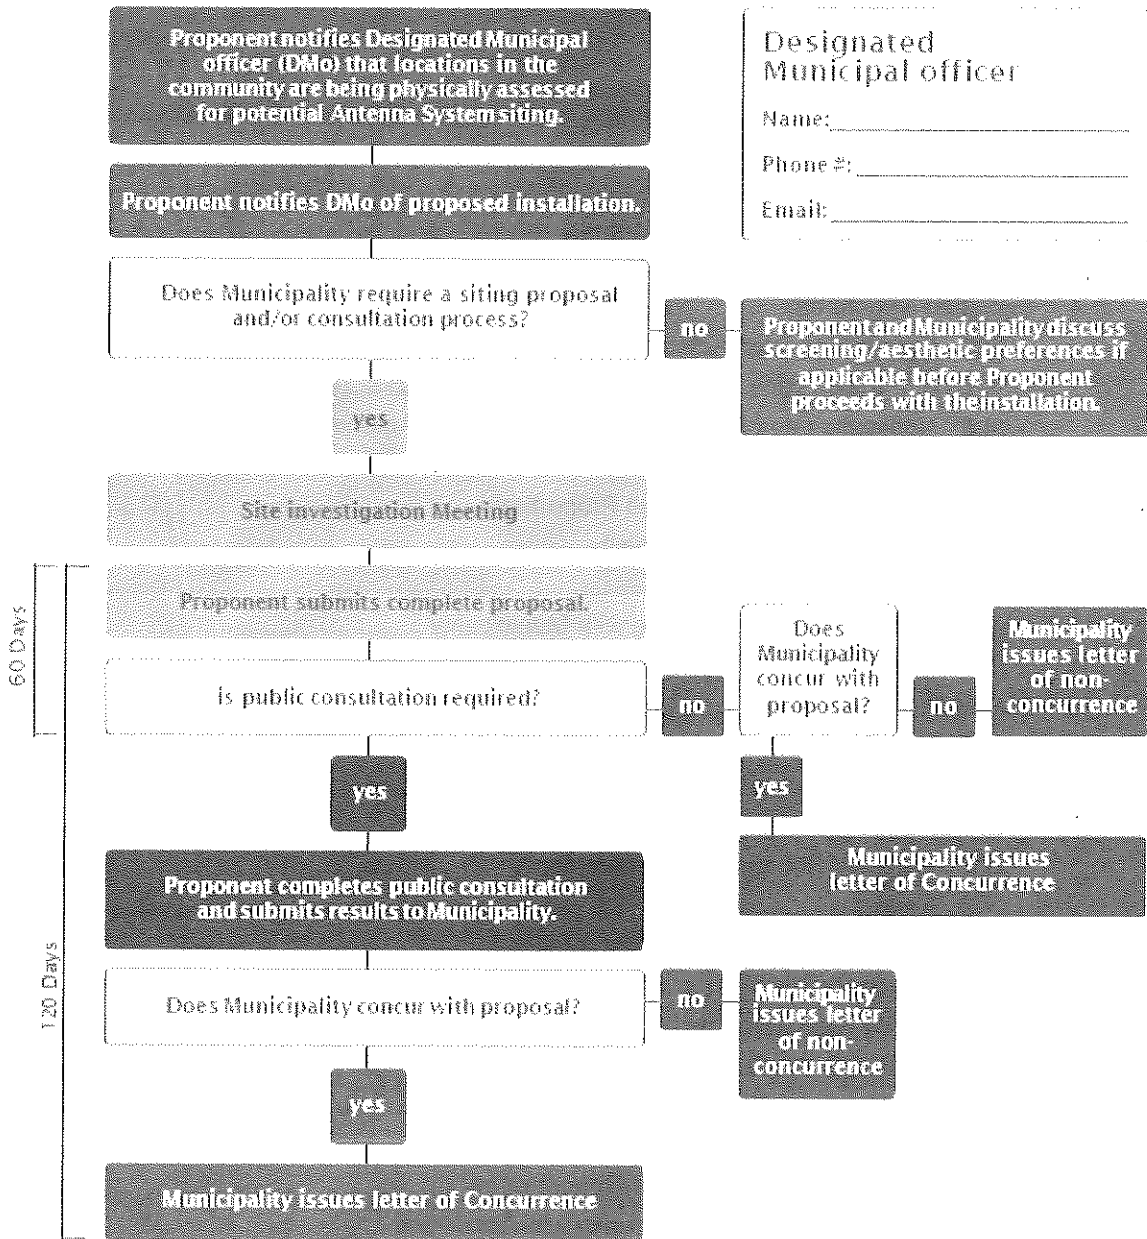 Proponent notifies Designated Municipal
officer (DMo) that locations in the
community are being physically assessed
for potential Antenna System siting.
Designated
Municipal officer
Name:
Phone #:
Email:
Proponent notifies DMo of proposed installation.
Does Municipality require a siting proposal
and/or consultation process?
no
Proponent and Municipality discuss
screening/aesthetic preferences if
applicable before Proponent
proceeds with the installation.
yes
Site investigation Meeting
Proponent submits complete proposal.
60 Days
is public consultation required?
no
Does
Municipality
concur with
proposal?
no
Municipality
issues letter
of non-
concurrence
yes
yes
Municipality issues
letter of Concurrence
Proponent completes public consultation
and submits results to Municipality.
120 Days
Does Municipality concur with proposal?
no
Municipality
issues letter
of non-
concurrence
yes
Municipality issues letter of Concurrence